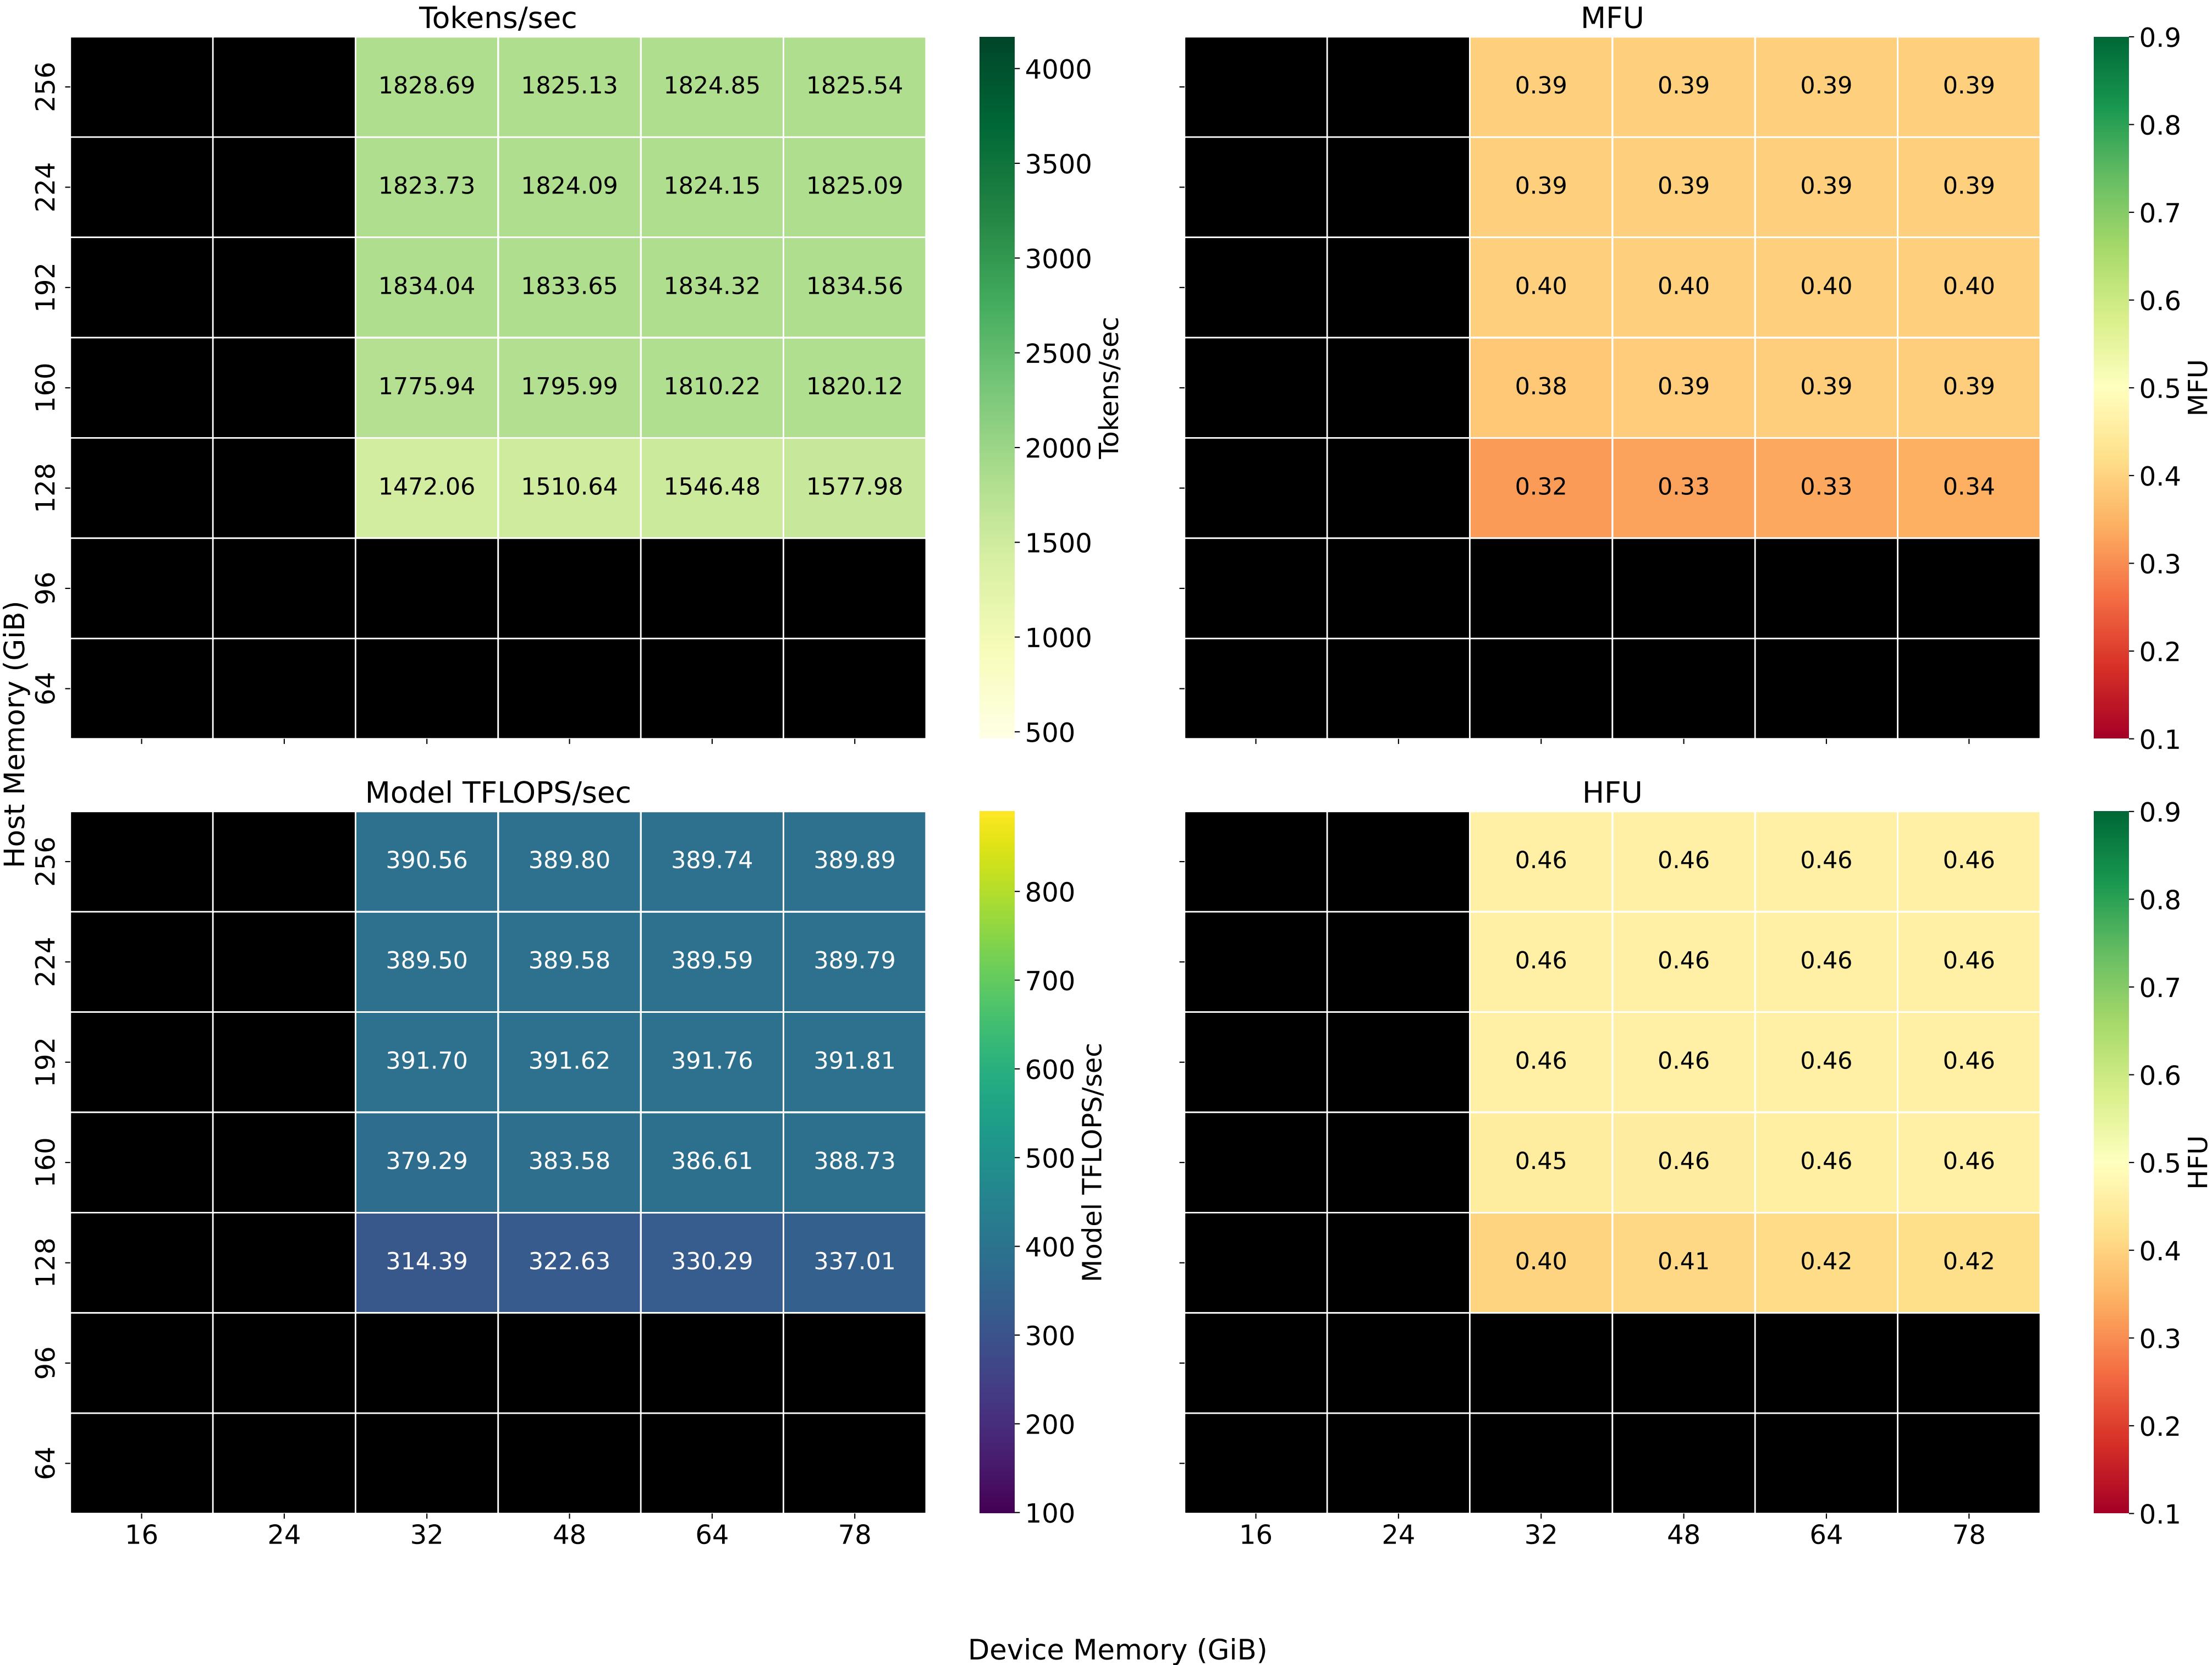 Tokens/sec
256 1828.69 1825.13 1824.85 1825.54
224 1823.73 1824.09 1824.15 1825.09
192 1834.04 1833.65 1834.32 1834.56
160 1775.94 1795.99 1810.22 1820.12
128 1472.06 1510.64 1546.48 1577.98
96
64
4000
3500
3000
2500
2000
1500
1000
500
Tokens/sec
MFU
0.39 0.39 0.39 0.39
0.39 0.39 0.39 0.39
0.40 0.40 0.40 0.40
0.38 0.39 0.39 0.39
0.32 0.33 0.33 0.34
0.9
0.8
0.7
0.6
0.5
0.4
0.3
0.2
0.1
MFU
Host Memory (GiB)
Model TFLOPS/sec
256 390.56 389.80 389.74 389.89
224 389.50 389.58 389.59 389.79
192 391.70 391.62 391.76 391.81
160 379.29 383.58 386.61 388.73
128 314.39 322.63 330.29 337.01
96
64
16 24 32 48 64 78
800
700
600
500
400
300
200
100
Model TFLOPS/sec
HFU
0.46 0.46 0.46 0.46
0.46 0.46 0.46 0.46
0.46 0.46 0.46 0.46
0.45 0.46 0.46 0.46
0.40 0.41 0.42 0.42
16 24 32 48 64 78
0.9
0.8
0.7
0.6
0.5
0.4
0.3
0.2
0.1
HFU
Device Memory (GiB)